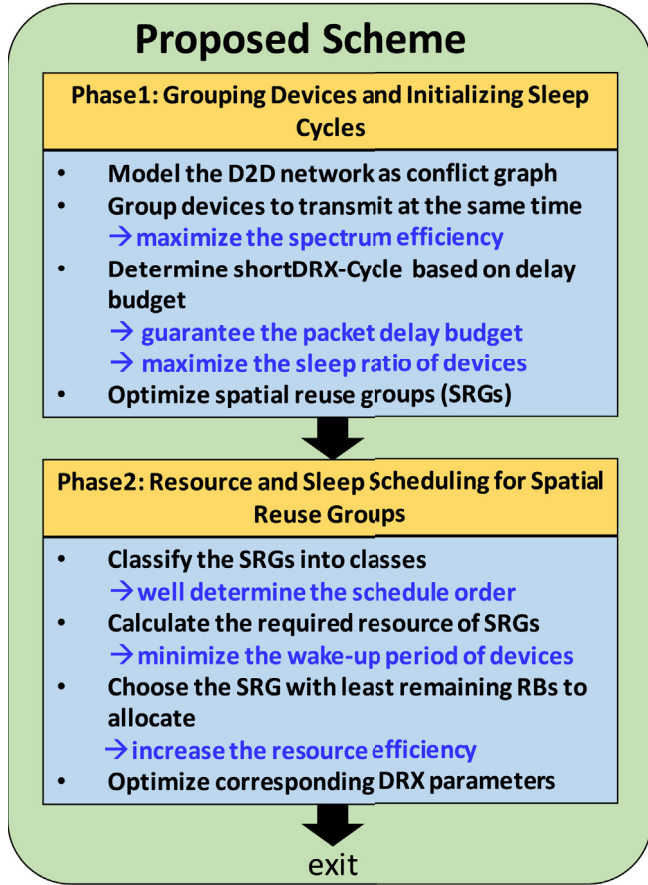 Proposed Scheme
Phase1: Grouping Devices and Initializing Sleep
Cycles
• Model the D2D network as conflict graph
• Group devices to transmit at the same time
→ maximize the spectrum efficiency
• Determine shortDRX-Cycle based on delay
budget
→ guarantee the packet delay budget
→ maximize the sleep ratio of devices
• Optimize spatial reuse groups (SRGs)
Phase2: Resource and Sleep Scheduling for Spatial
Reuse Groups
• Classify the SRGs into classes
→ well determine the schedule order
• Calculate the required resource of SRGs
→ minimize the wake-up period of devices
• Choose the SRG with least remaining RBs to
allocate
→ increase the resource efficiency
• Optimize corresponding DRX parameters
exit